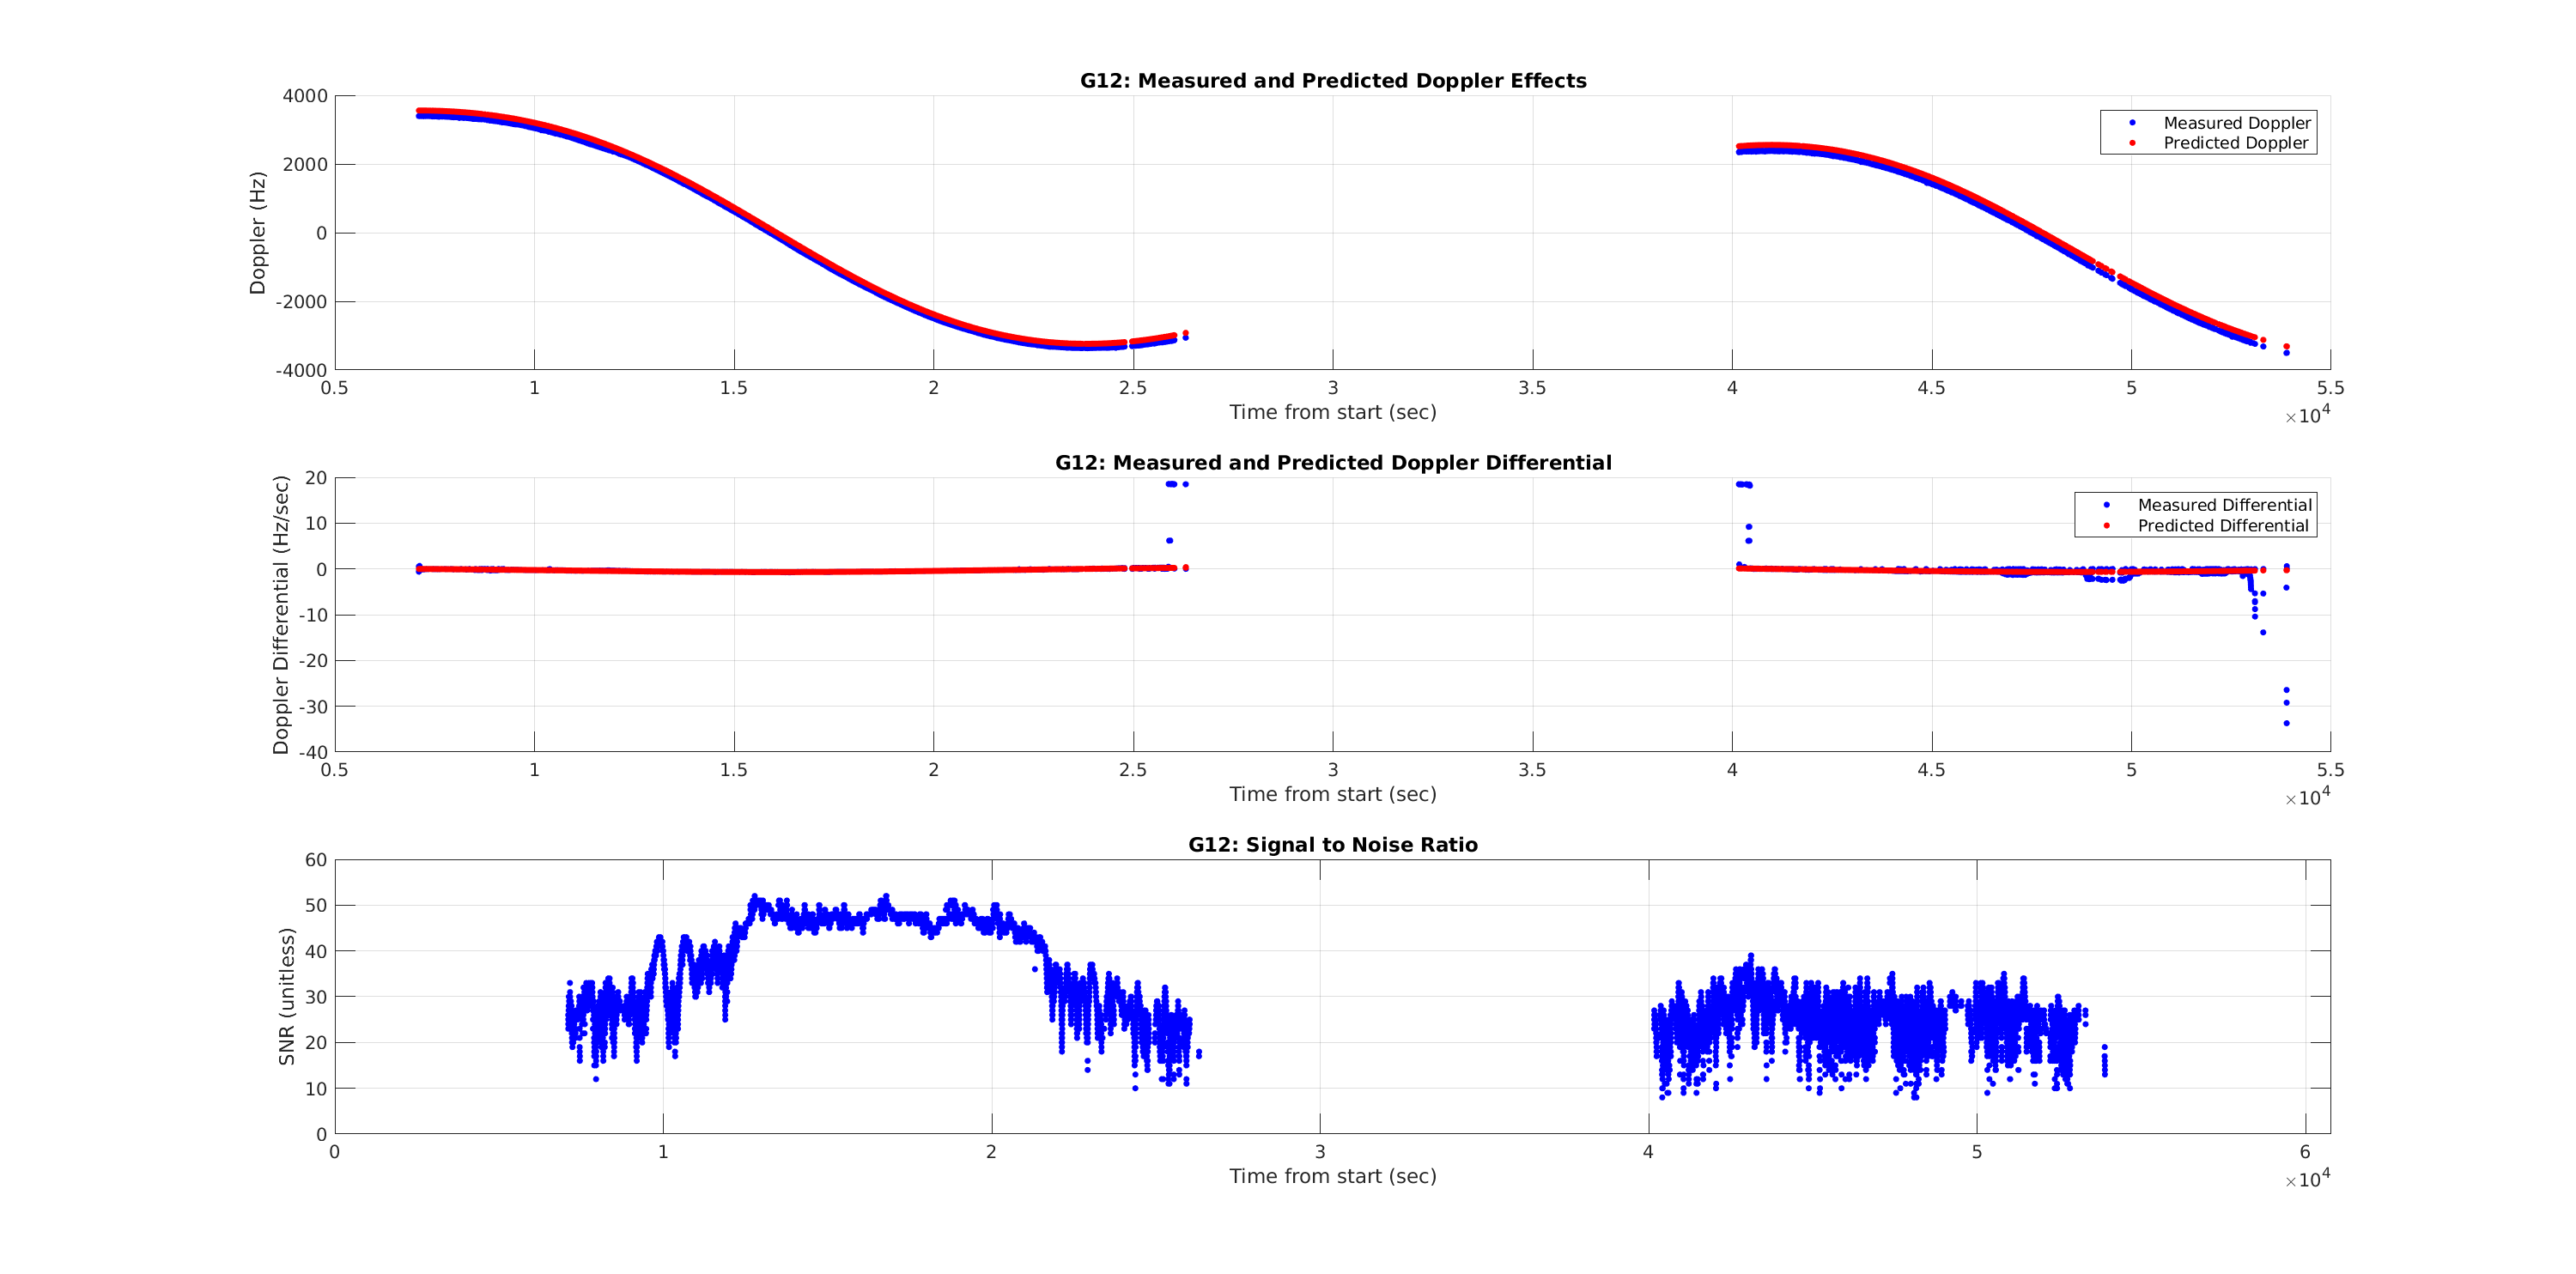 G12: Measured and Predicted Doppler Effects
4000
2000
0
-2000
-4000
Doppler (Hz)
Measured Doppler
Predicted Doppler
0.5 1 1.5 2 2.5 3 3.5 4 4.5 5 5.5
Time from start (sec)
×10^4
G12: Measured and Predicted Doppler Differential
20
10
0
-10
-20
-30
-40
Doppler Differential (Hz/sec)
Measured Differential
Predicted Differential
0.5 1 1.5 2 2.5 3 3.5 4 4.5 5 5.5
Time from start (sec)
×10^4
G12: Signal to Noise Ratio
60
50
40
30
20
10
0
SNR (unitless)
0 1 2 3 4 5 6
Time from start (sec)
×10^4